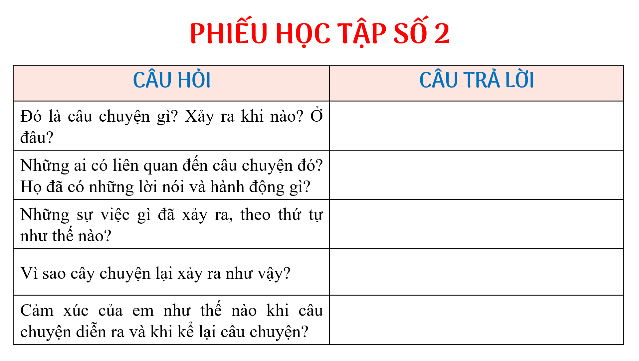 PHIẾU HỌC TẬP SỐ 2
CÂU HỎI
CÂU TRẢ LỜI
Đó là câu chuyện gì? Xảy ra khi nào? Ở
đâu?
Những ai có liên quan đến câu chuyện đó?
Họ đã có những lời nói và hành động gì?
Những sự việc gì đã xảy ra, theo thứ tự
như thế nào?
Vì sao cây chuyện lại xảy ra như vậy?
Cảm xúc của em như thế nào khi câu
chuyện diễn ra và khi kể lại câu chuyện?